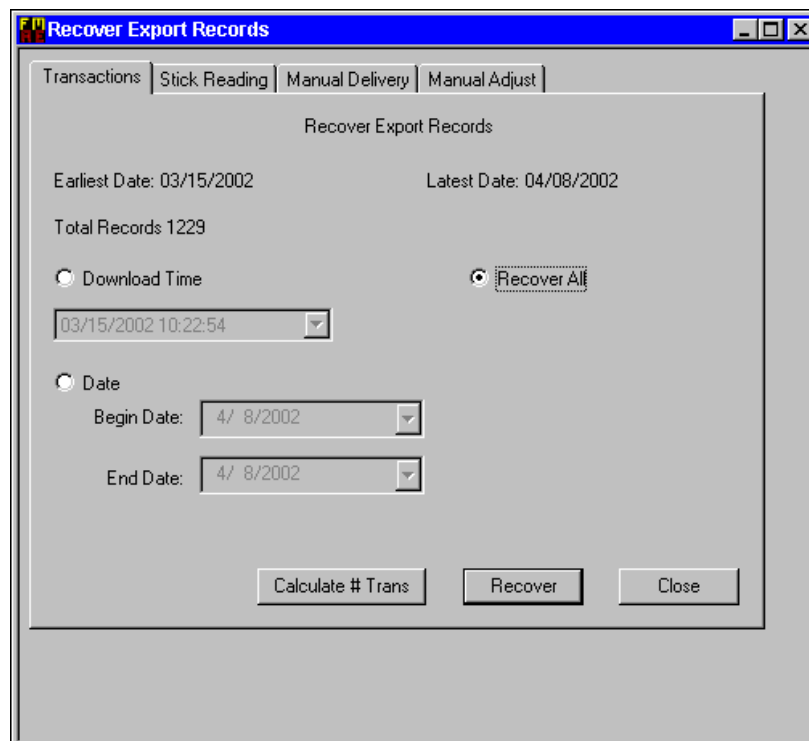 Recover Export Records
Transactions Stick Reading Manual Delivery Manual Adjust
Recover Export Records
Earliest Date: 03/15/2002 Latest Date: 04/08/2002
Total Records 1229
Download Time Recover All
03/15/2002 10:22:54
Date
Begin Date: 4/ 8/2002
End Date: 4/ 8/2002
Calculate # Trans Recover Close